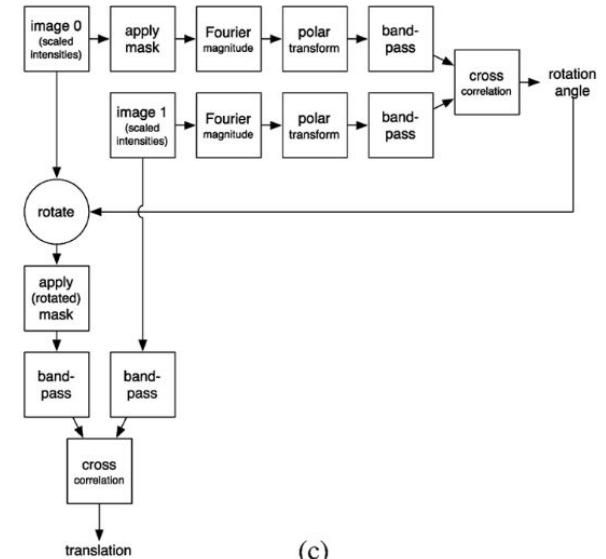 image 0
(scaled
intensities)
apply
mask
Fourier
magnitude
polar
transform
band-
pass
cross
correlation
rotation
angle
image 1
(scaled
intensities)
Fourier
magnitude
polar
transform
band-
pass
rotate
apply
(rotated)
mask
band-
pass
band-
pass
cross
correlation
translation
(c)